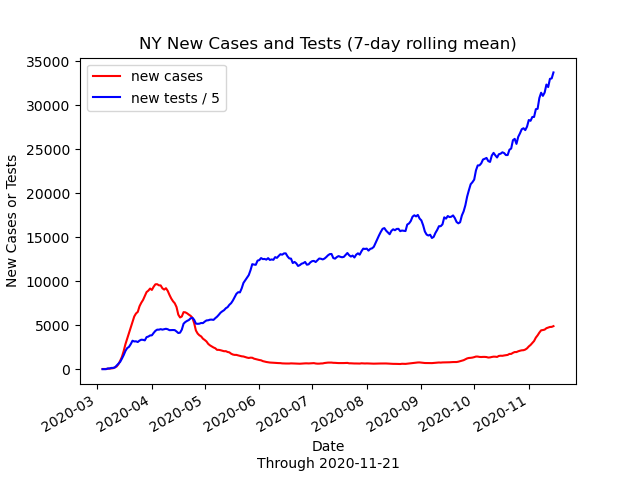 NY New Cases and Tests (7-day rolling mean)
new cases
new tests / 5
New Cases or Tests
35000
30000
25000
20000
15000
10000
5000
0
2020-03
2020-04
2020-05
2020-06
2020-07
2020-08
2020-09
2020-10
2020-11
Date
Through 2020-11-21